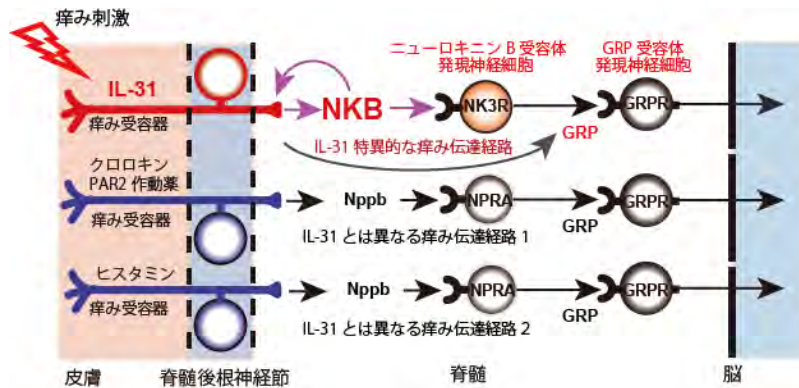 痒み刺激
ニューロキニン B 受容体
発現神経細胞
GRP 受容体
発現神経細胞
IL-31
痒み受容器
NKB
NK3R
GRP
GRPR
IL-31 特異的な痒み伝達経路
クロロキン
PAR2 作動薬
痒み受容器
Nppb
NPRA
GRP
GRPR
IL-31 とは異なる痒み伝達経路 1
ヒスタミン
痒み受容器
Nppb
NPRA
GRP
GRPR
IL-31 とは異なる痒み伝達経路 2
皮膚
脊髄後根神経節
脊髄
脳